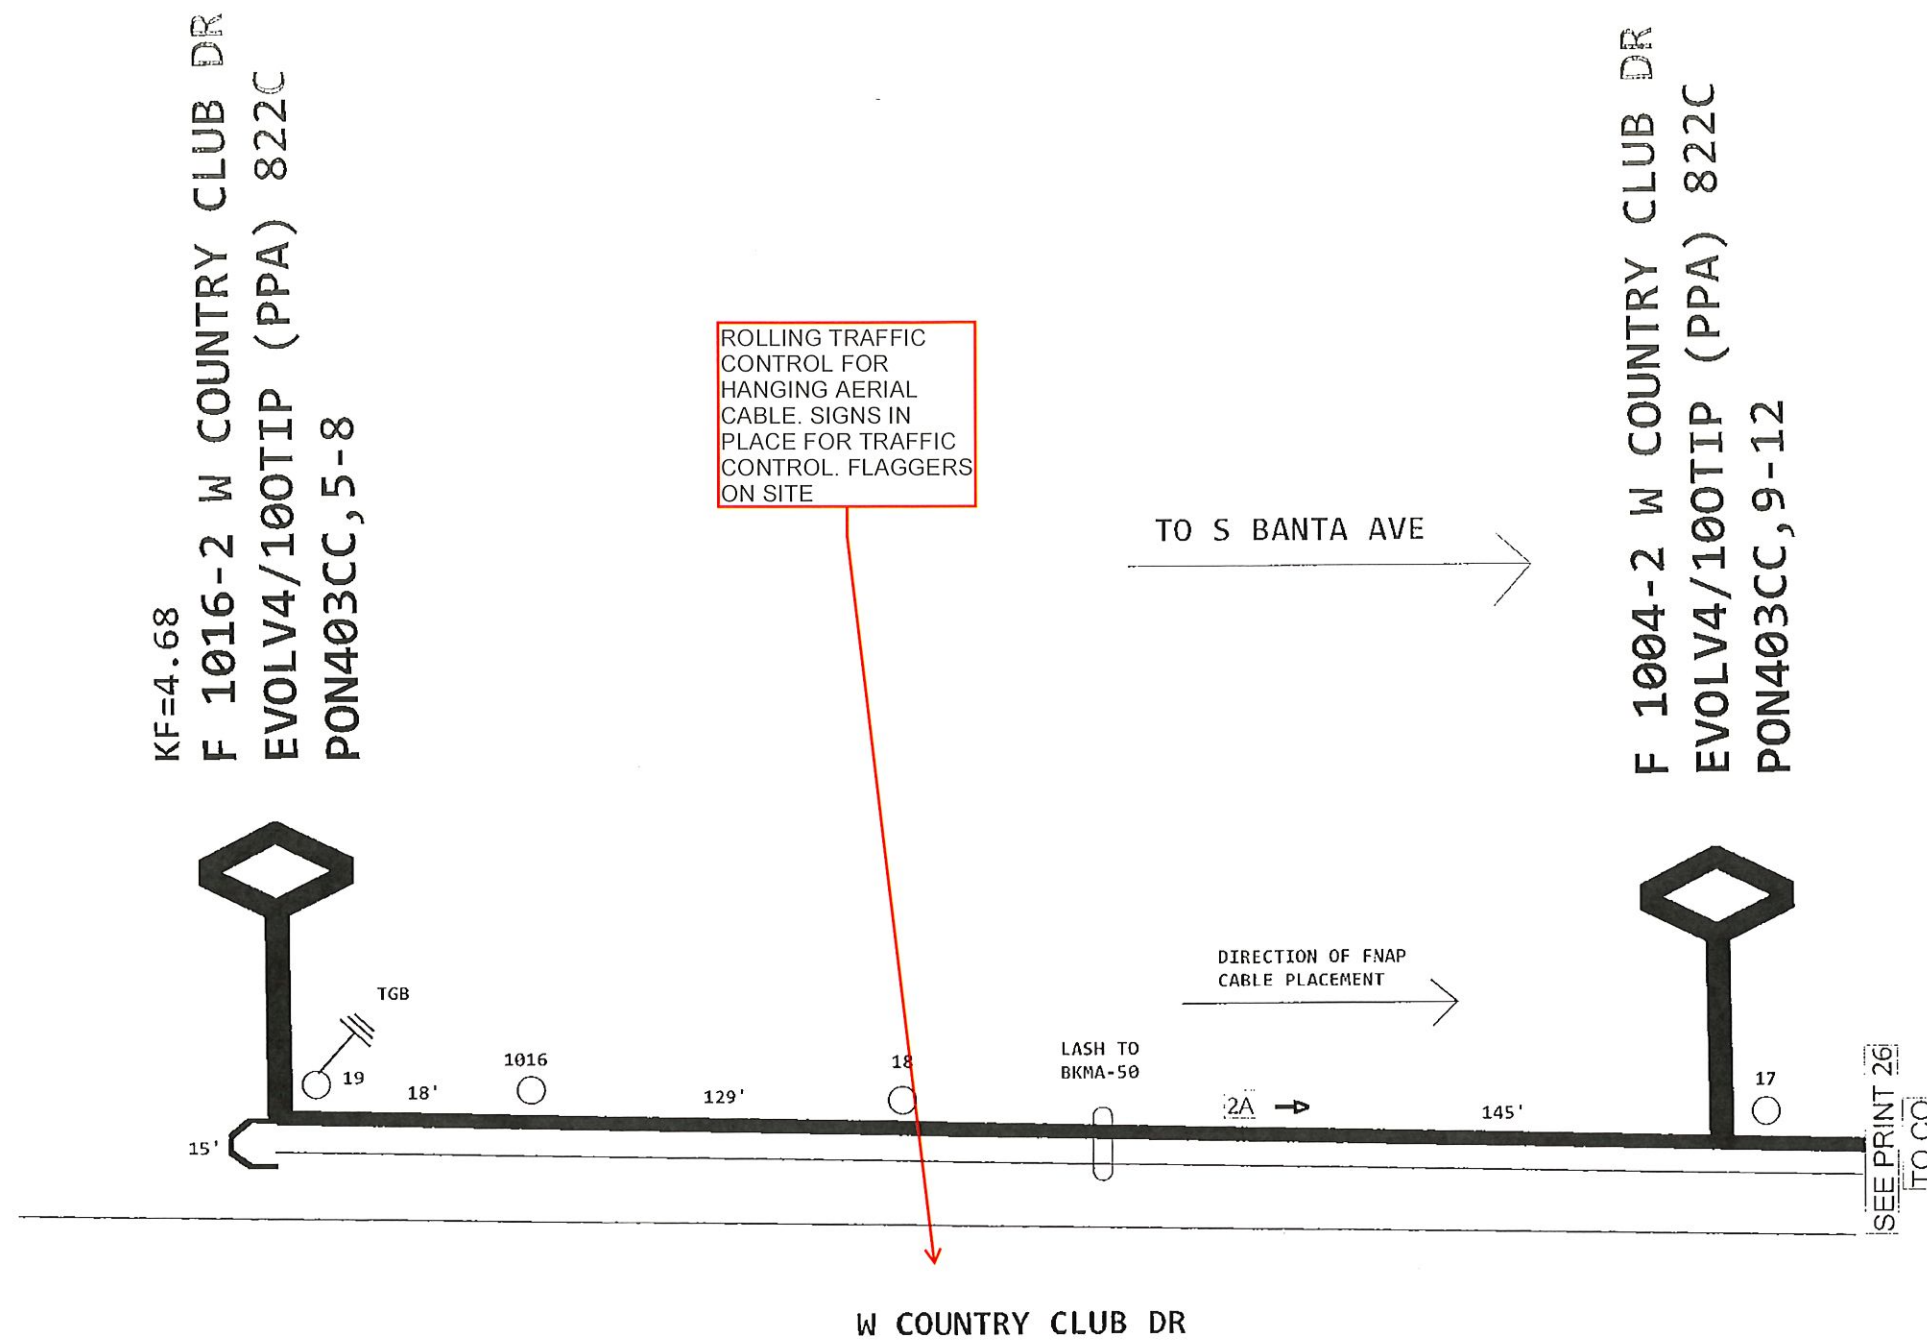 KF=4.68
F 1016-2 W COUNTRY CLUB DR
EVOLV4/100TIP (PPA) 822C
PON403CC,5-8
ROLLING TRAFFIC
CONTROL FOR
HANGING AERIAL
CABLE. SIGNS IN
PLACE FOR TRAFFIC
CONTROL. FLAGGERS
ON SITE
TO S BANTA AVE
F 1004-2 W COUNTRY CLUB DR
EVOLV4/100TIP (PPA) 822C
PON403CC,9-12
DIRECTION OF FNAP
CABLE PLACEMENT
TGB
19
18'
1016
129'
18
LASH TO
BKMA-50
2A
145'
17
15'
SEE PRINT 26
TO CO
W COUNTRY CLUB DR